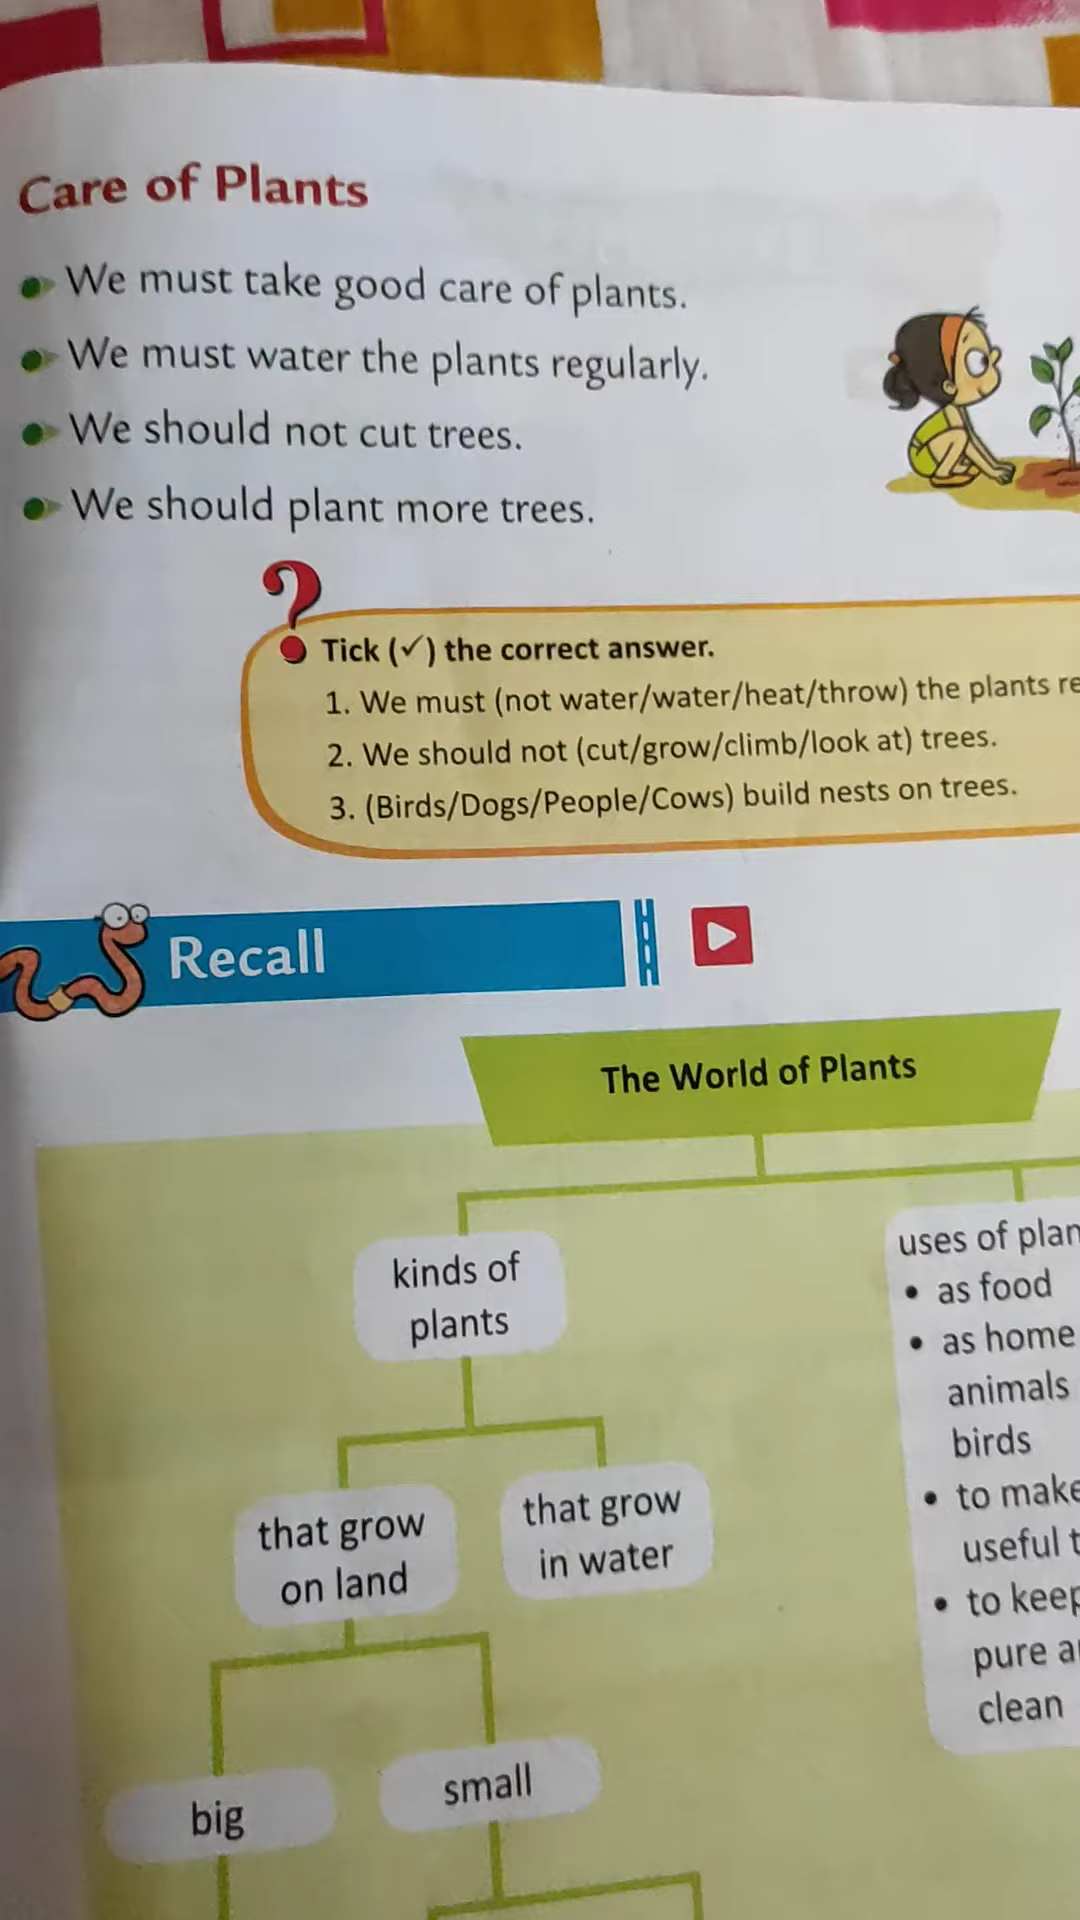 Care of Plants
We must take good care of plants.
We must water the plants regularly.
We should not cut trees.
We should plant more trees.
?
Tick (✓) the correct answer.
1. We must (not water/water/heat/throw) the plants
2. We should not (cut/grow/climb/look at) trees.
3. (Birds/Dogs/People/Cows) build nests on trees.
Recall
The World of Plants
kinds of
plants
that grow
on land
that grow
in water
big
small
uses of
• as food
• as home
animals
birds
• to make
useful
• to keep
pure
clean